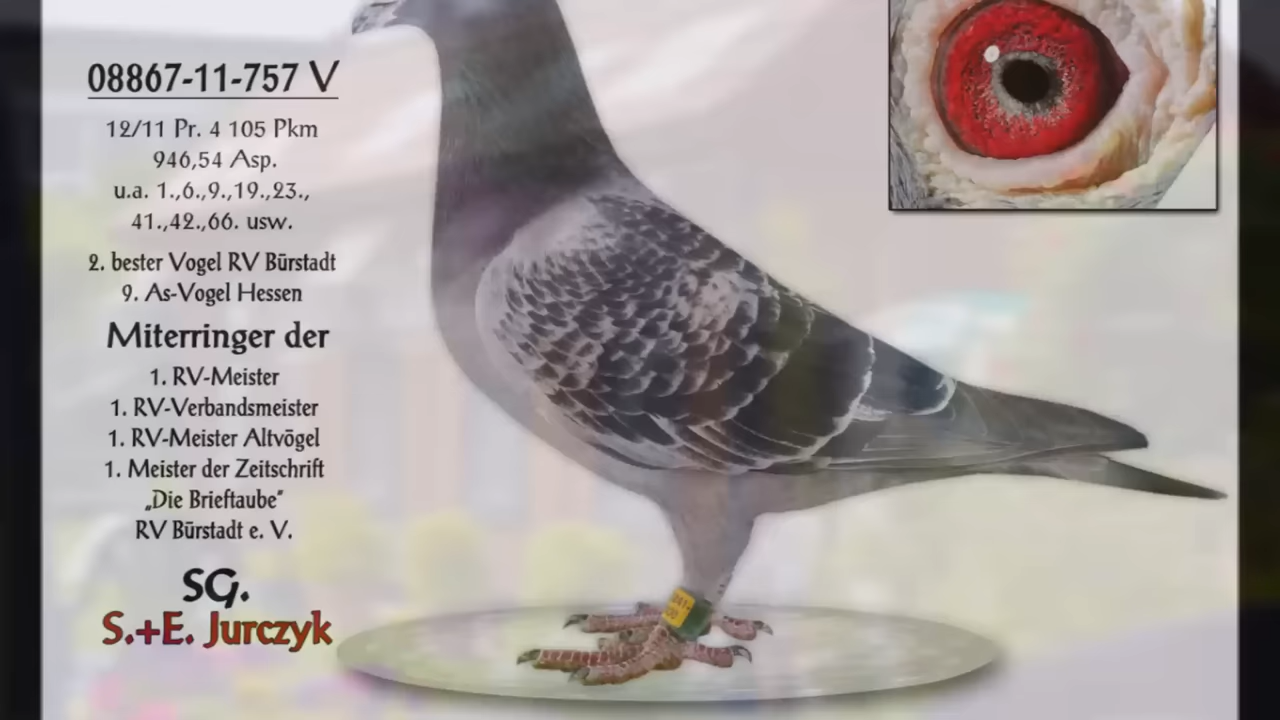 08867-11-757 V
12/11 Pr. 4 105 Pkm
946,54 Asp.
u.a. 1.,6.,9.,19.,23.,
41.,42.,66. usw.
2. bester Vogel RV Bürstadt
9. As-Vogel Hessen
Miterringer der
1. RV-Meister
1. RV-Verbandsmeister
1. RV-Meister Altvögel
1. Meister der Zeitschrift
„Die Brieftaube“
RV Bürstadt e. V.
SG.
S.+E. Jurczyk